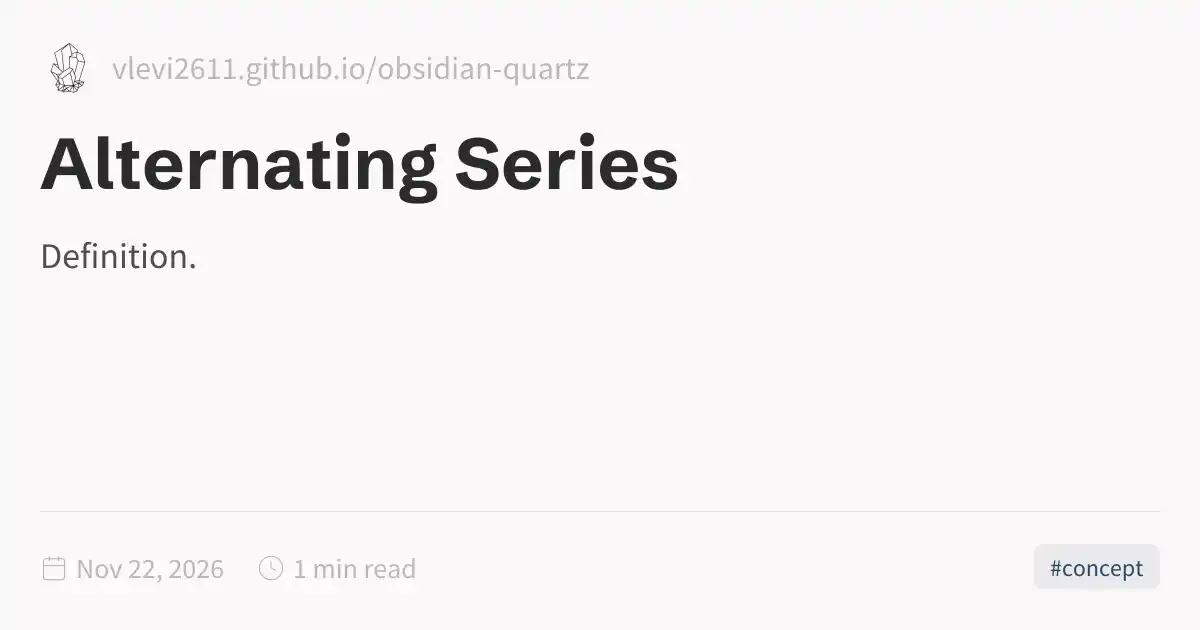 vlevi2611.github.io/obsidian-quartz
Alternating Series
Definition.
Nov 22, 2026 1 min read #concept